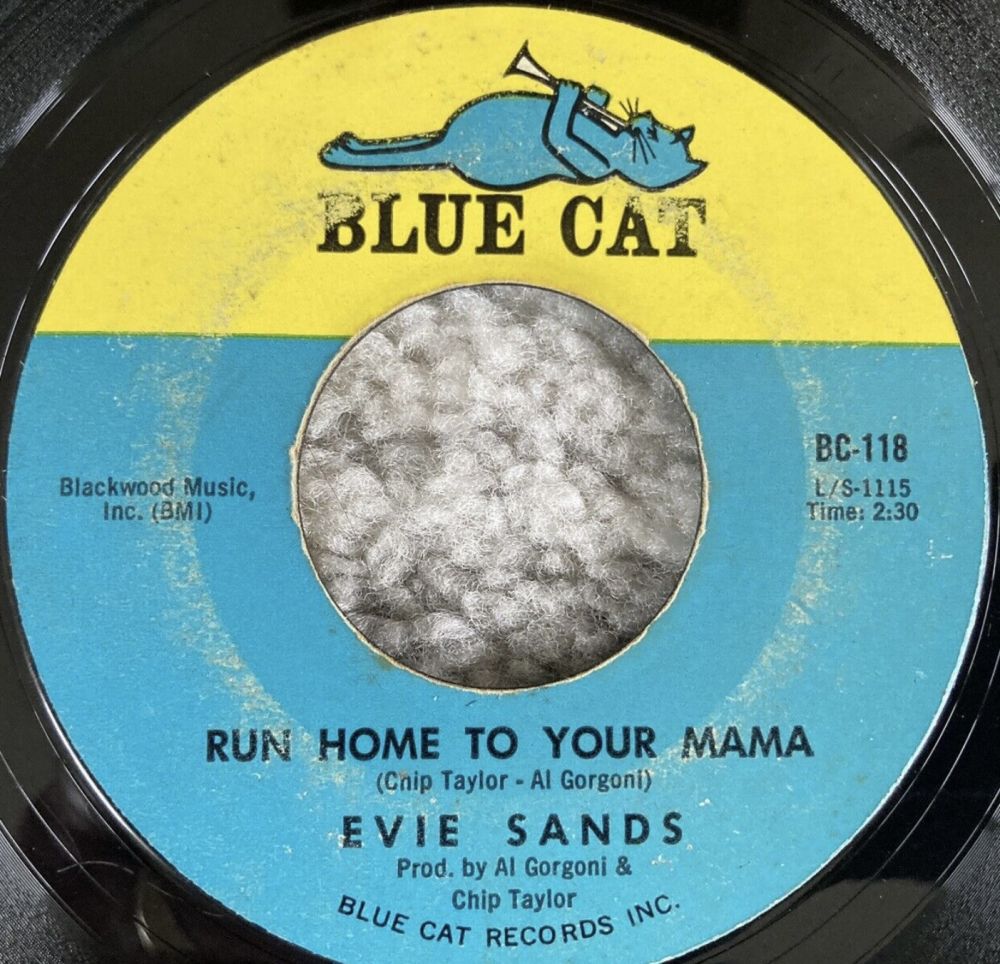 BLUE CAT
Blackwood Music,
Inc. (BMI)
BC-118
L/S-1115
Time: 2:30
RUN HOME TO YOUR MAMA
(Chip Taylor - Al Gorgoni)
EVIE SANDS
Prod. by Al Gorgoni &
Chip Taylor
BLUE CAT RECORDS INC.